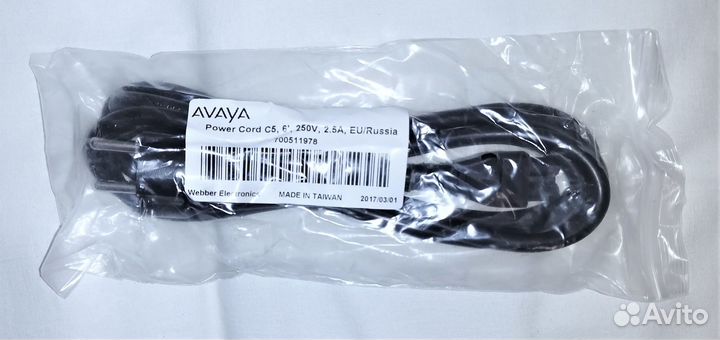 AVAYA
Power Cord C5, 6', 250V, 2.5A, EU/Russia
700511978
Webber Electronics MADE IN TAIWAN 2017/03/01
Avito